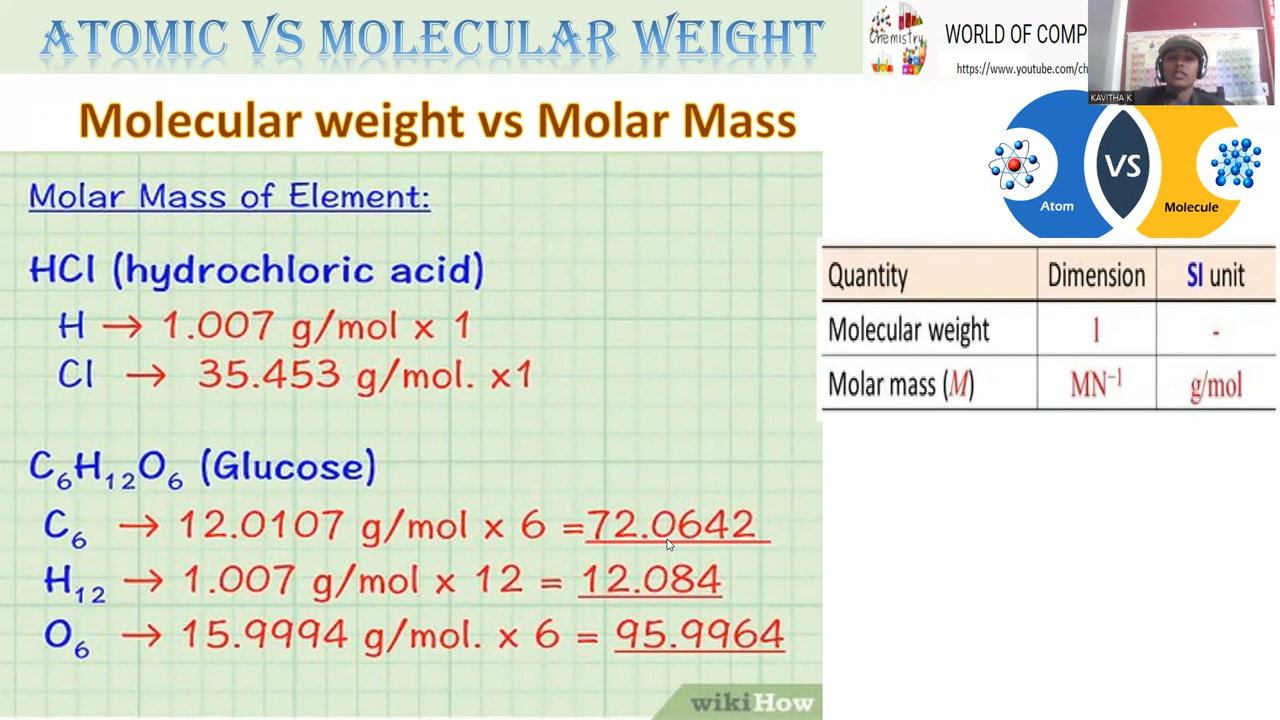 ATOMIC VS MOLECULAR WEIGHT
Chemistry
WORLD OF COMP
https://www.youtube.com/ch
KAVITHA K
Molecular weight vs Molar Mass
VS
Atom
Molecule
Molar Mass of Element:
HCl (hydrochloric acid)
H → 1.007 g/mol x 1
Cl → 35.453 g/mol. x1
C₆H₁₂O₆ (Glucose)
C₆ → 12.0107 g/mol x 6 =72.0642
H₁₂ → 1.007 g/mol x 12 = 12.084
O₆ → 15.9994 g/mol. x 6 = 95.9964
wikiHow
Quantity Dimension SI unit
Molecular weight 1 -
Molar mass (M) MN⁻¹ g/mol